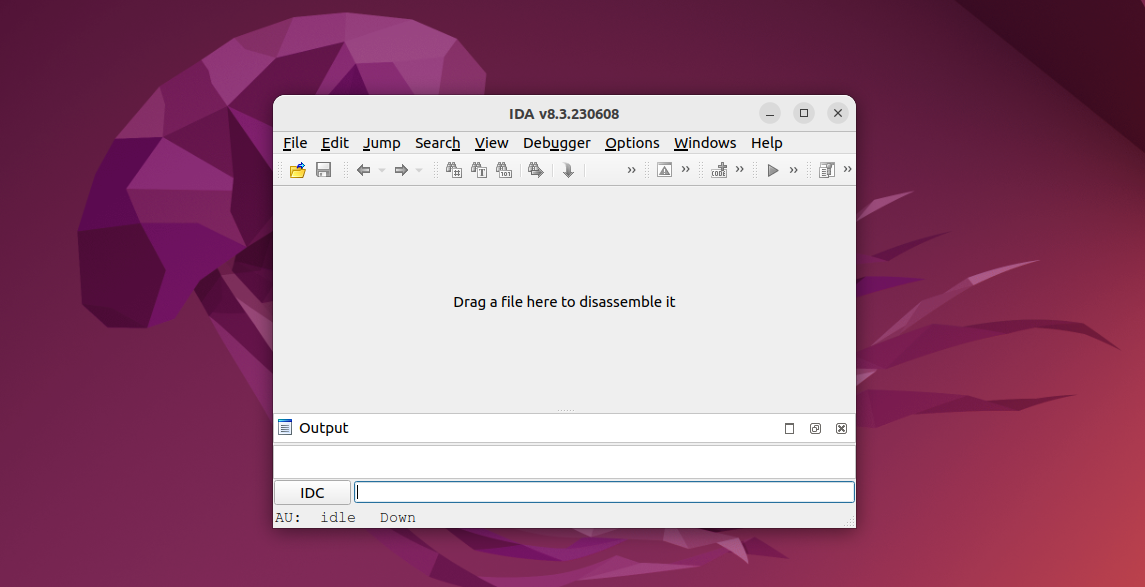 IDA v8.3.230608
File Edit Jump Search View Debugger Options Windows Help
Drag a file here to disassemble it
Output
IDC
AU: idle Down